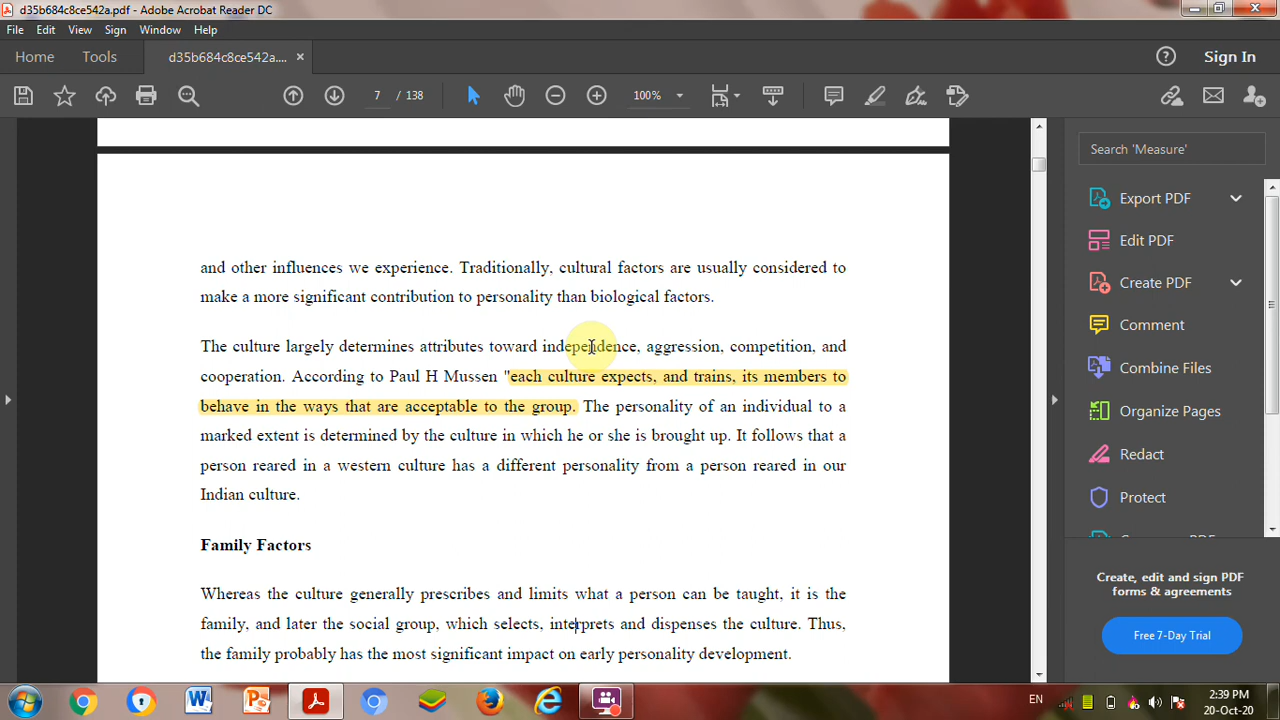 d35b684c8ce542a.pdf - Adobe Acrobat Reader DC
File Edit View Sign Window Help
Home Tools d35b684c8ce542a.... × Sign In
7 / 138 100%
Search 'Measure'
Export PDF
Edit PDF
Create PDF
Comment
Combine Files
Organize Pages
Redact
Protect
Create, edit and sign PDF
forms & agreements
Free 7-Day Trial
and other influences we experience. Traditionally, cultural factors are usually considered to
make a more significant contribution to personality than biological factors.
The culture largely determines attributes toward independence, aggression, competition, and
cooperation. According to Paul H Mussen "each culture expects, and trains, its members to
behave in the ways that are acceptable to the group. The personality of an individual to a
marked extent is determined by the culture in which he or she is brought up. It follows that a
person reared in a western culture has a different personality from a person reared in our
Indian culture.
Family Factors
Whereas the culture generally prescribes and limits what a person can be taught, it is the
family, and later the social group, which selects, interprets and dispenses the culture. Thus,
the family probably has the most significant impact on early personality development.
EN
2:39 PM
20-Oct-20